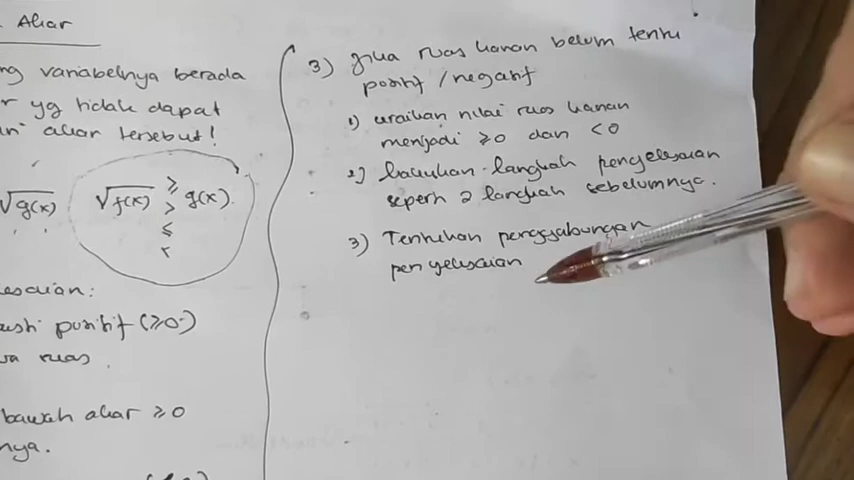 Akar
variabelnya berada
yg tidak dapat
akar tersebut!
√g(x)
√f(x) ≥ g(x).
>
≤
<
positif (≥0)
ruas
bawah akar ≥ 0
nya.
3) Jika ruas kanan belum tentu
positif / negatif
1) uraikan nilai ruas kanan
menjadi ≥0 dan <0
2) lakukan langkah penyelesaian
seperti 2 langkah sebelumnya.
3) Tentukan penggabungan
penyelesaian